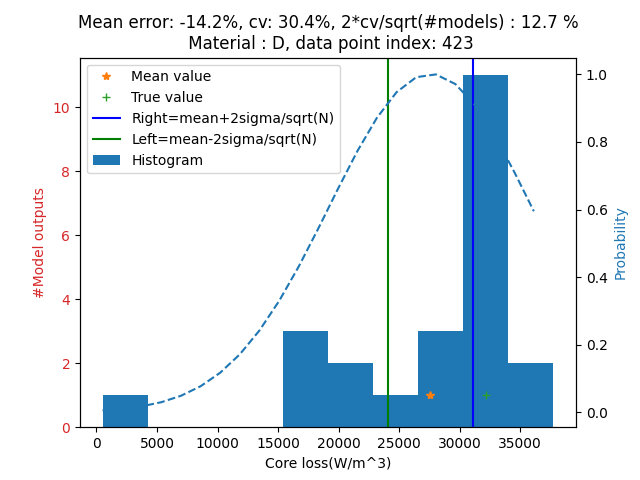 Mean error: -14.2%, cv: 30.4%, 2*cv/sqrt(#models) : 12.7 %
Material : D, data point index: 423
Mean value
True value
Right=mean+2sigma/sqrt(N)
Left=mean-2sigma/sqrt(N)
Histogram
#Model outputs
10
8
6
4
2
0
1.0
0.8
0.6
0.4
0.2
0.0
Probability
0 5000 10000 15000 20000 25000 30000 35000
Core loss(W/m^3)